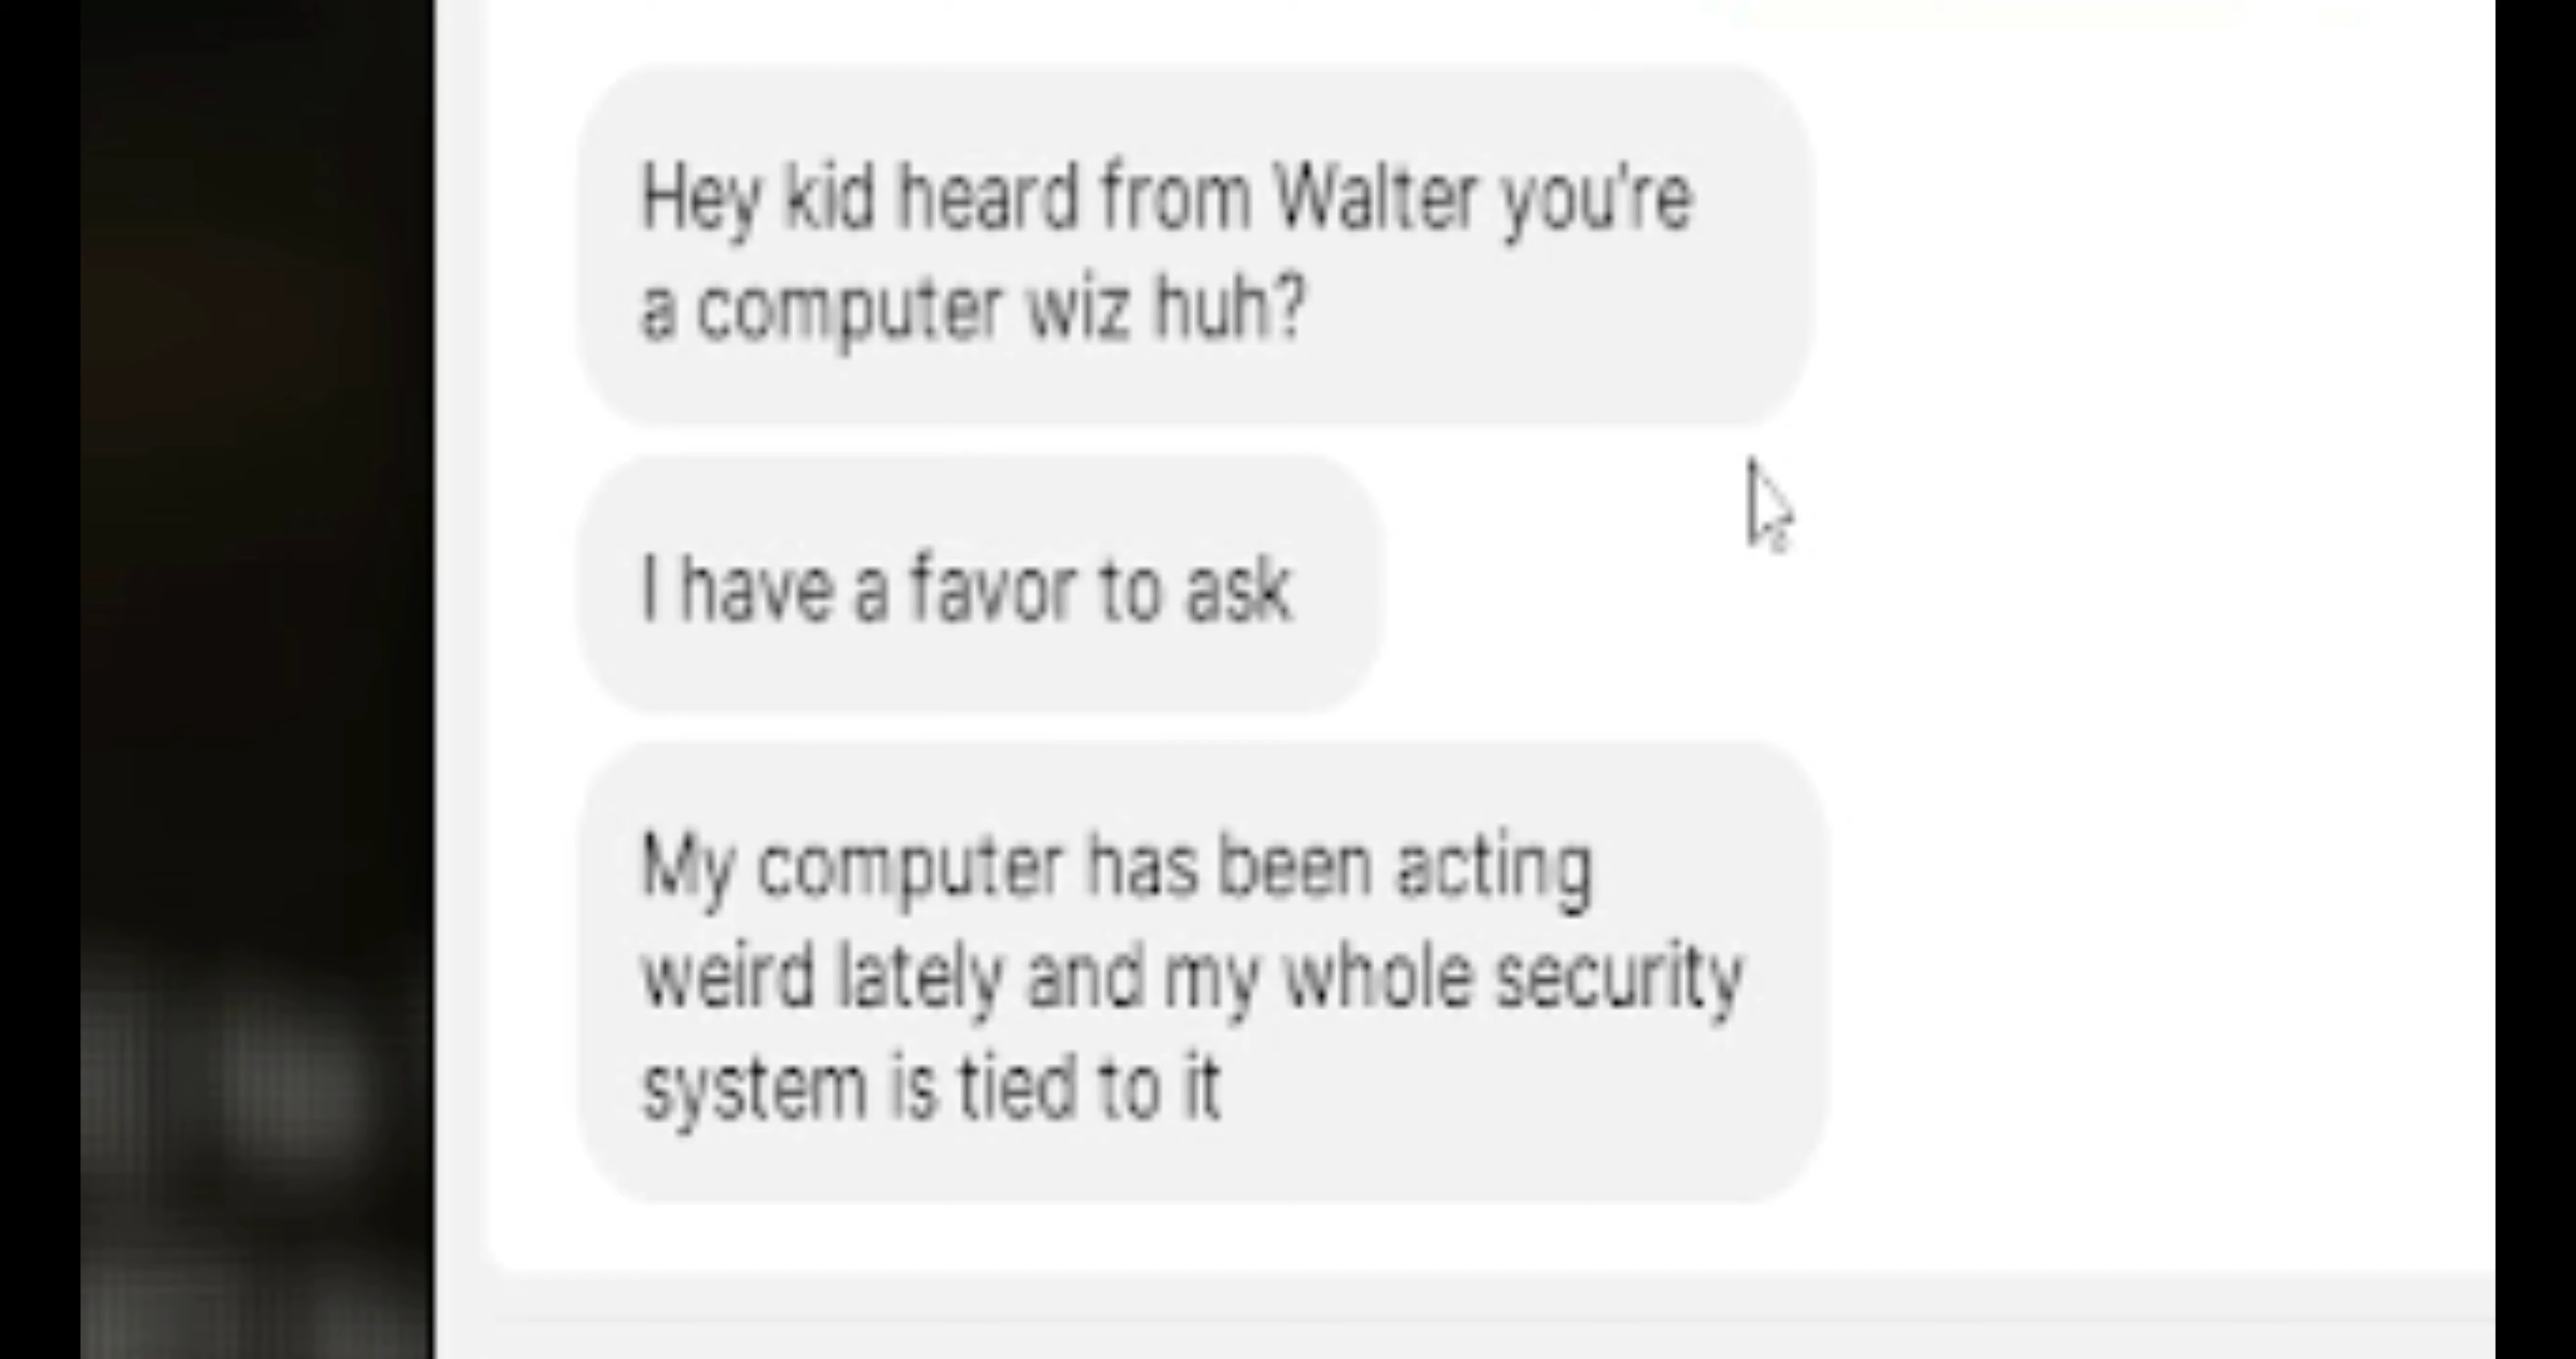 Hey kid heard from Walter you're
a computer wiz huh?
I have a favor to ask
My computer has been acting
weird lately and my whole security
system is tied to it